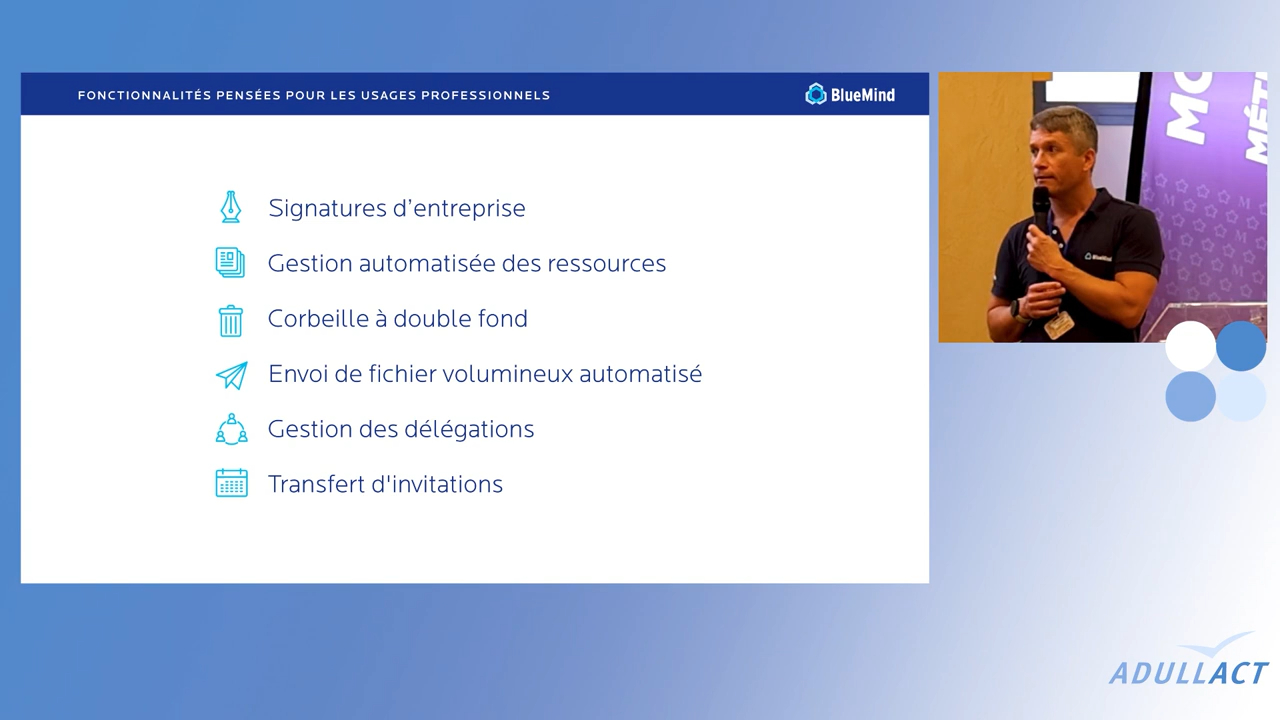 FONCTIONNALITÉS PENSÉES POUR LES USAGES PROFESSIONNELS
BlueMind
Signatures d’entreprise
Gestion automatisée des ressources
Corbeille à double fond
Envoi de fichier volumineux automatisé
Gestion des délégations
Transfert d'invitations
BlueMind
ADULLACT